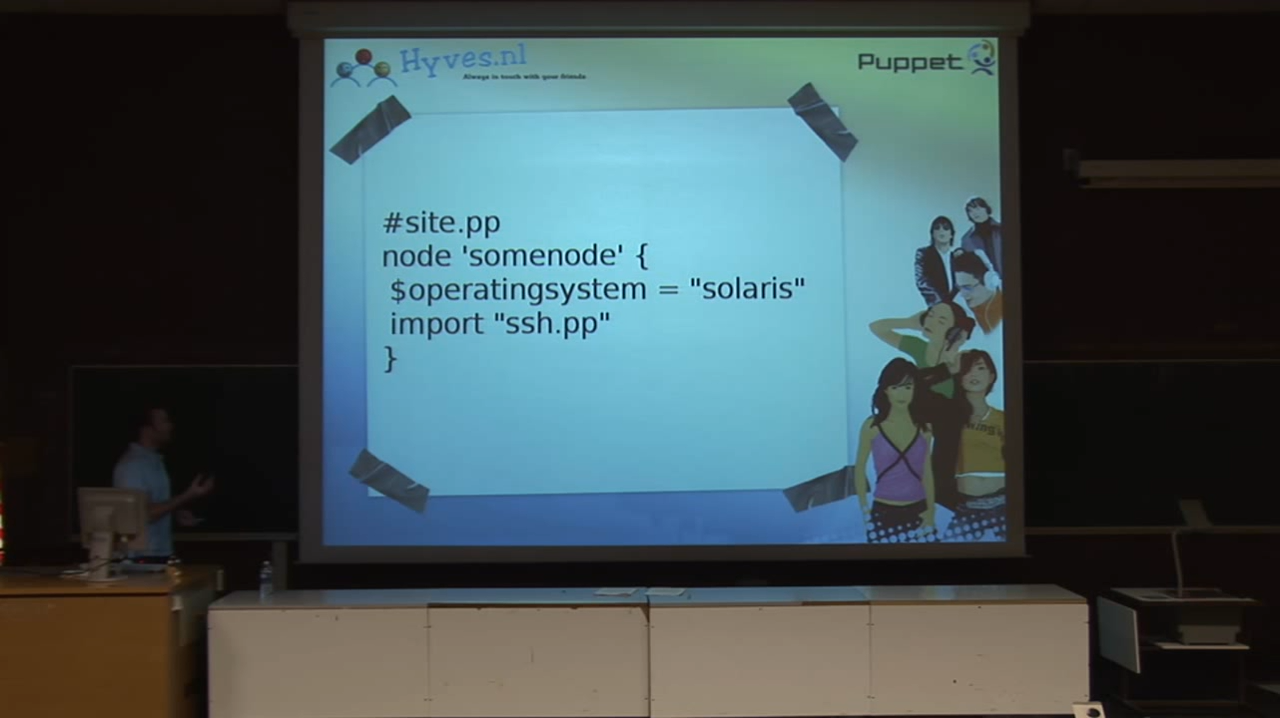 Hyves.nl
Always in touch with your friends
Puppet
#site.pp
node 'somenode' {
$operatingsystem = "solaris"
import "ssh.pp"
}